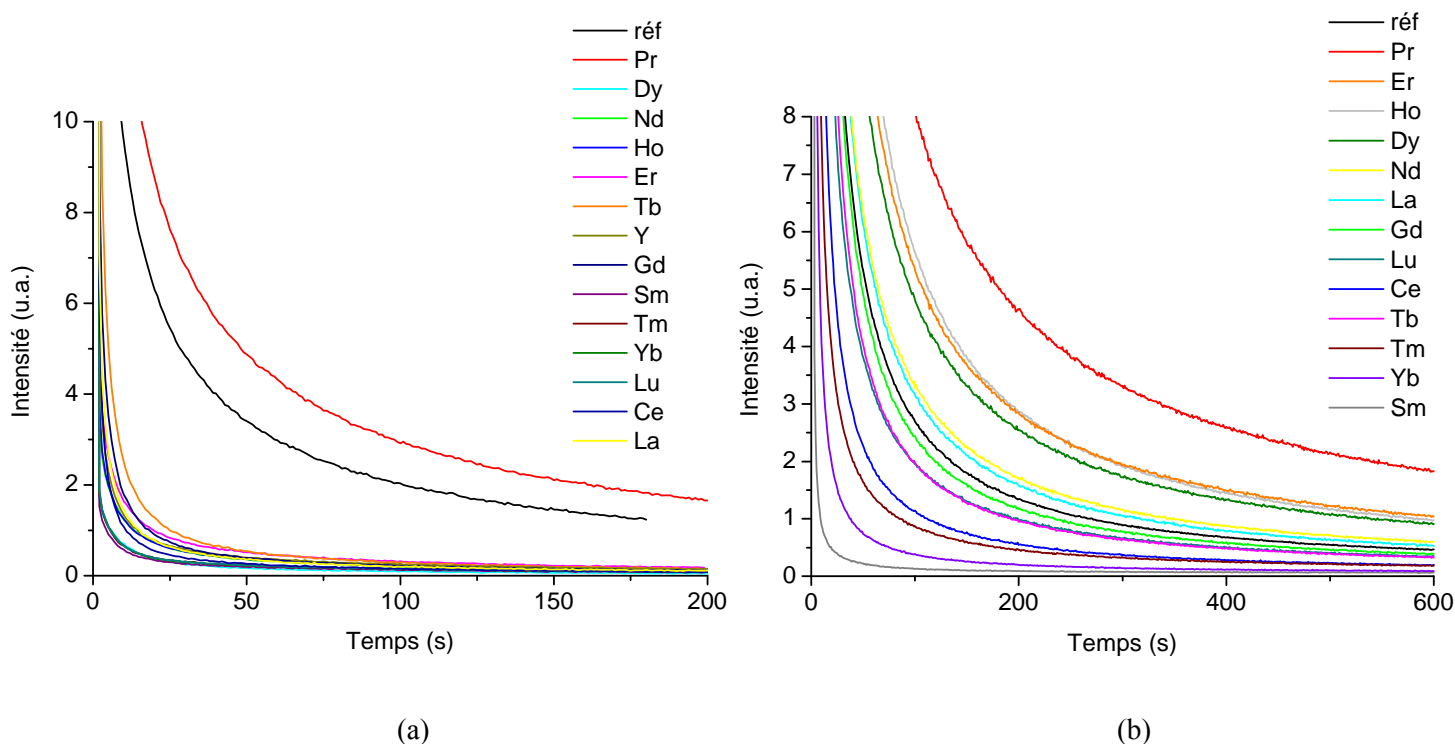 réf
Pr
Dy
Nd
Ho
Er
Tb
Y
Gd
Sm
Tm
Yb
Lu
Ce
La
10
8
6
4
2
0
Intensité (u.a.)
0 50 100 150 200
Temps (s)
(a)
réf
Pr
Er
Ho
Dy
Nd
La
Gd
Lu
Ce
Tb
Tm
Yb
Sm
8
7
6
5
4
3
2
1
0
Intensité (u.a.)
0 200 400 600
Temps (s)
(b)